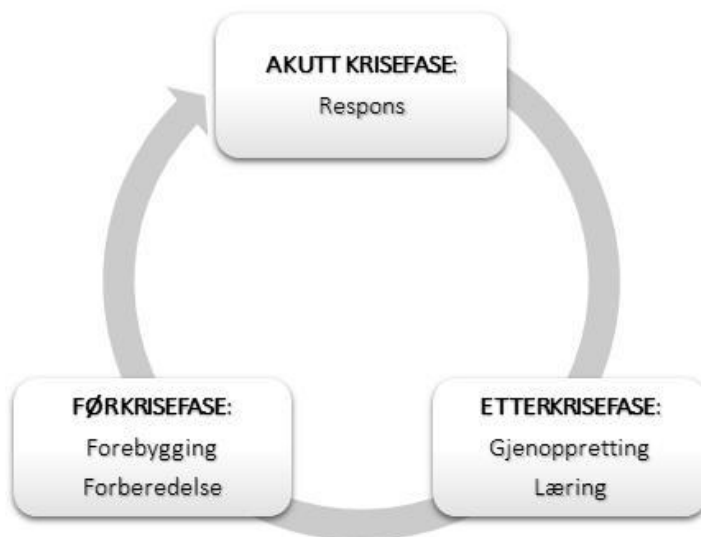 AKUTT KRISEFASE:
Respons
FØRKRISEFASE:
Forebygging
Forberedelse
ETTERKRISEFASE:
Gjenoppretting
Læring